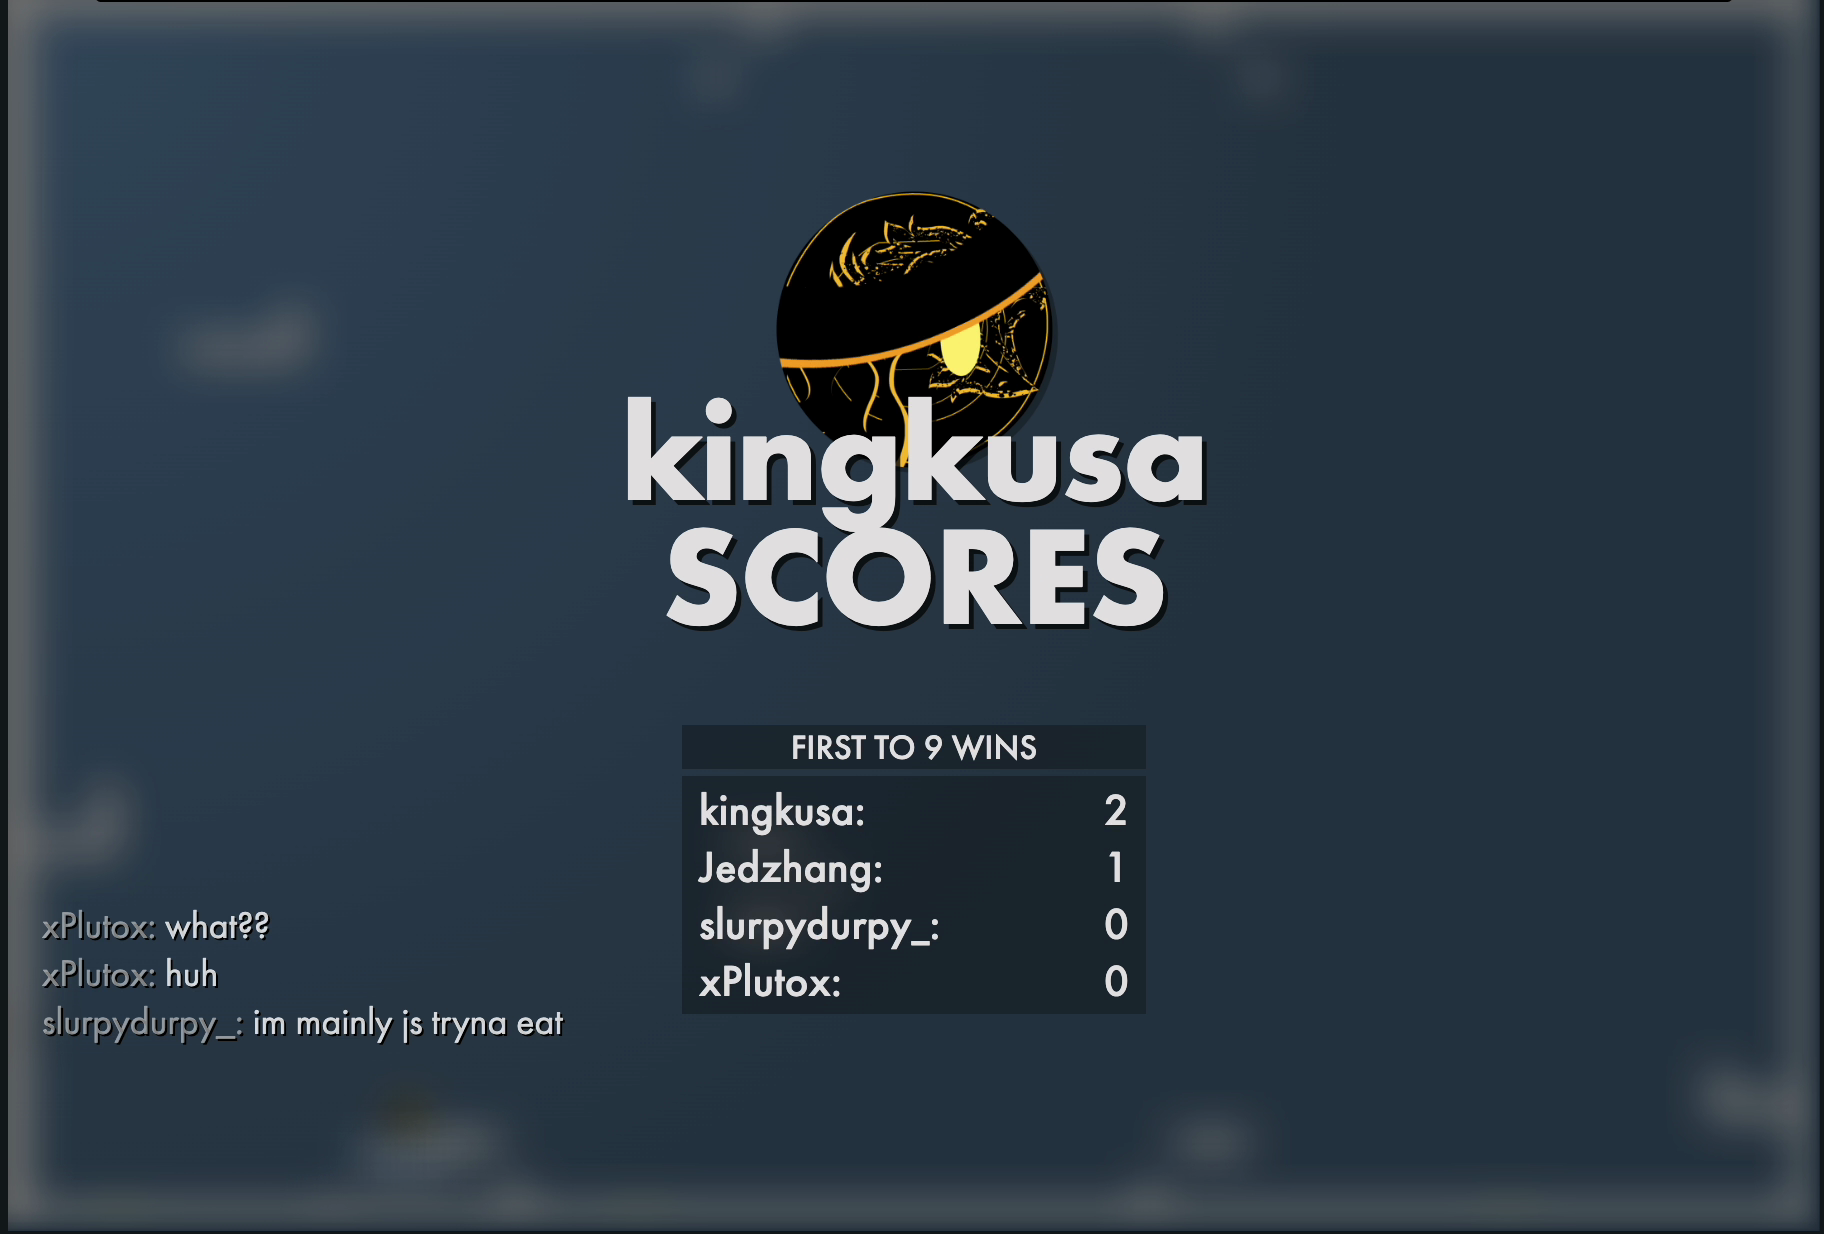 kingkusa
SCORES
FIRST TO 9 WINS
kingkusa: 2
Jedzhang: 1
slurpydurpy_: 0
xPlutox: 0
xPlutox: what??
xPlutox: huh
slurpydurpy_: im mainly js tryna eat